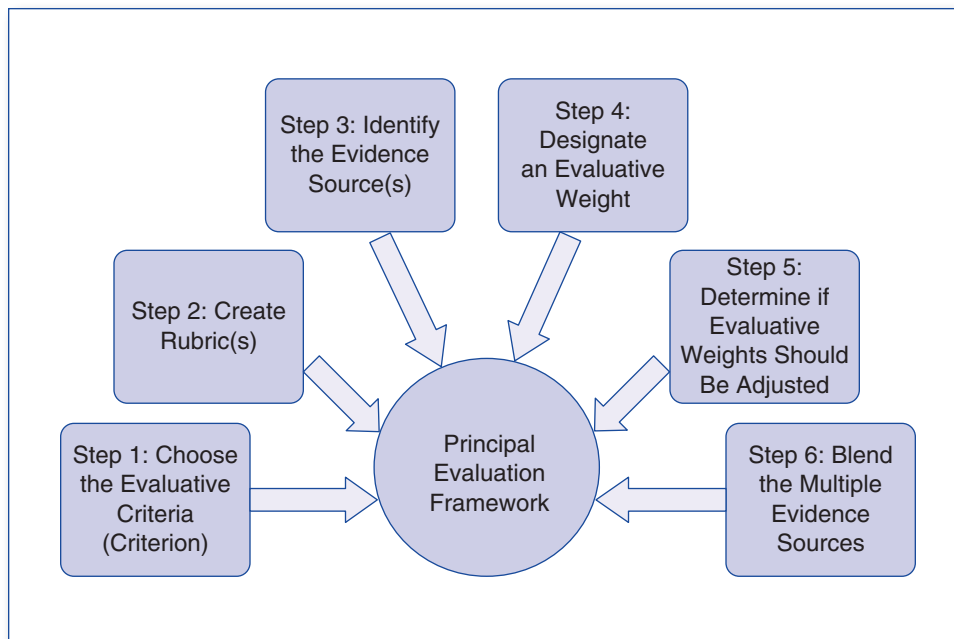 Step 1: Choose
the Evaluative
Criteria
(Criterion)
Step 2: Create
Rubric(s)
Step 3: Identify
the Evidence
Source(s)
Step 4:
Designate
an Evaluative
Weight
Step 5:
Determine if
Evaluative
Weights Should
Be Adjusted
Step 6: Blend
the Multiple
Evidence
Sources
Principal
Evaluation
Framework